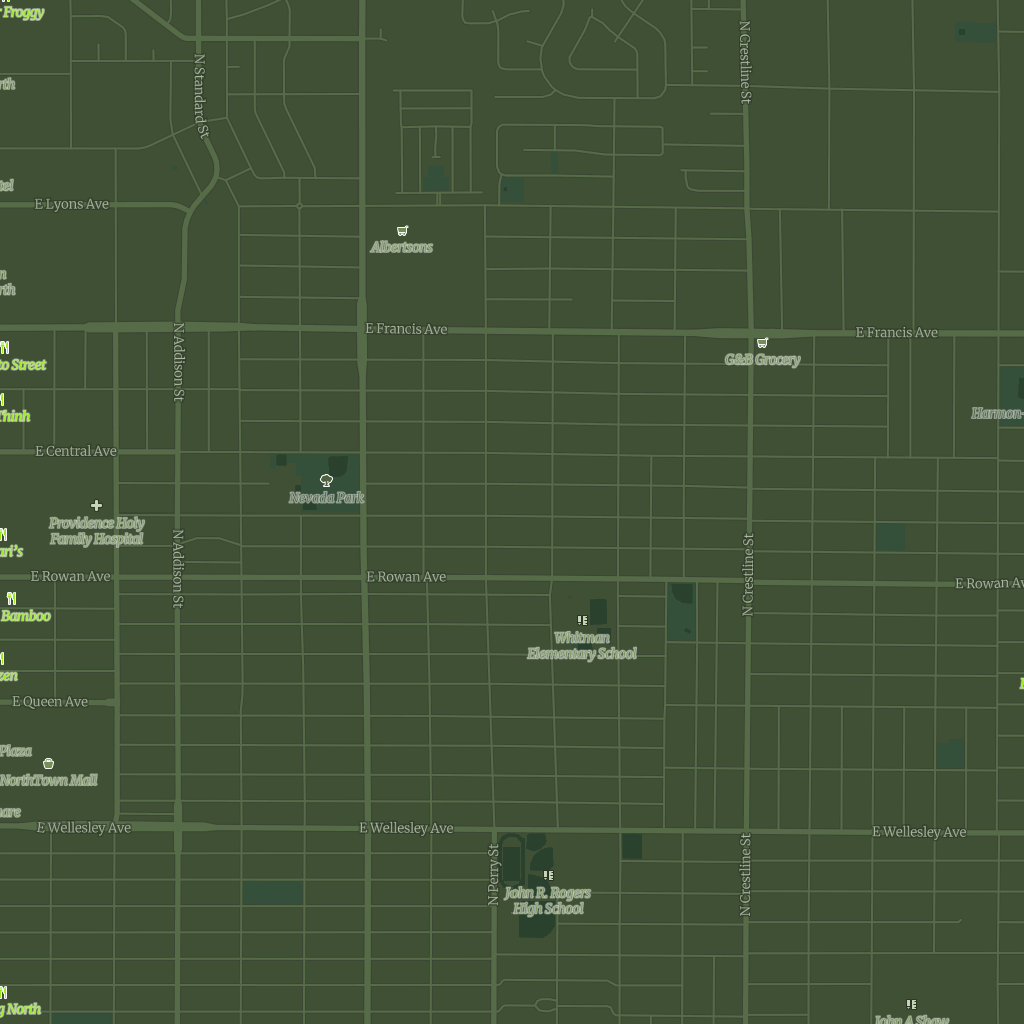 Froggy
N Standard St
N Crestline St
E Lyons Ave
Albertsons
E Francis Ave
E Francis Ave
N Addison St
G&B Grocery
to Street
Thinh
Harmon-
E Central Ave
Nevada Park
Providence Holy
Family Hospital
N Addison St
N Crestline St
E Rowan Ave
E Rowan Ave
E Rowan Av
Bamboo
Whitman
Elementary School
E Queen Ave
Plaza
NorthTown Mall
E Wellesley Ave
E Wellesley Ave
E Wellesley Ave
N Perry St
N Crestline St
John R. Rogers
High School
North
John A Shaw